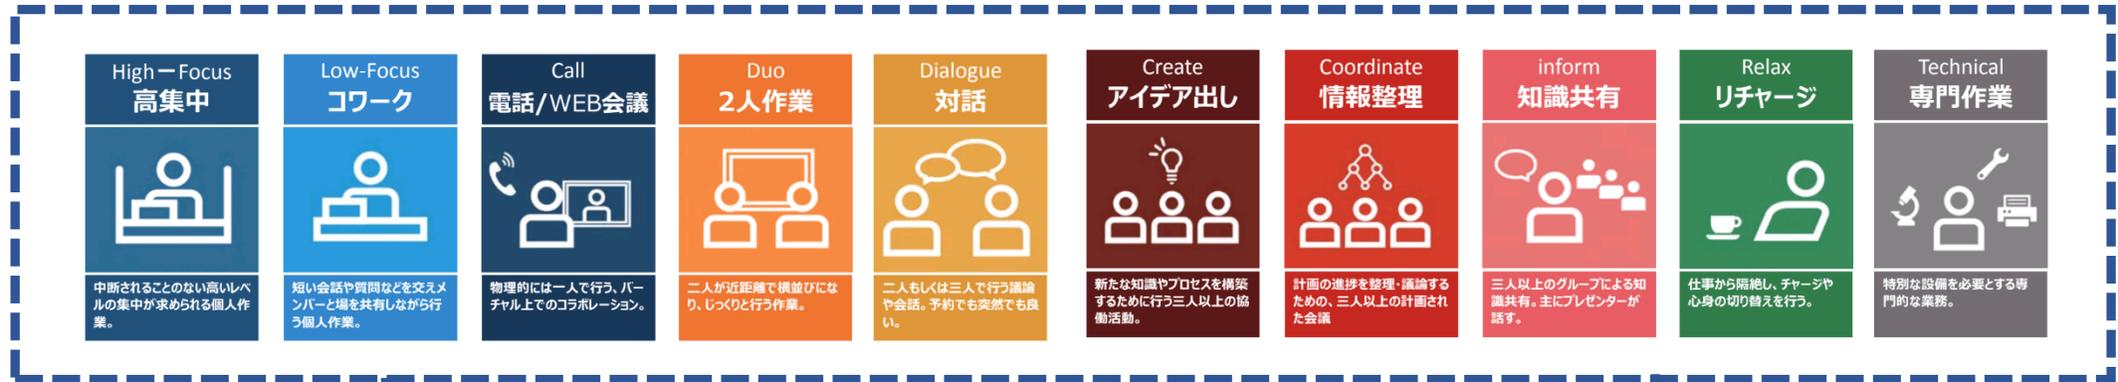 High－Focus
高集中
中断されることのない高いレベ
ルの集中が求められる個人作
業。
Low-Focus
コワーク
短い会話や質問などを交えメ
ンバーと場を共有しながら行
う個人作業。
Call
電話/WEB会議
物理的には一人で行う、バー
チャル上でのコラボレーション。
Duo
2人作業
二人が近距離で横並びにな
り、じっくりと行う作業。
Dialogue
対話
二人もしくは三人で行う議論
や会話。予約でも突然でも良
い。
Create
アイデア出し
新たな知識やプロセスを構築
するために行う三人以上の協
働活動。
Coordinate
情報整理
計画の進捗を整理・議論する
ための、三人以上の計画され
た会議
inform
知識共有
三人以上のグループによる知
識共有。主にプレゼンターが
話す。
Relax
リチャージ
仕事から隔絶し、チャージや
心身の切り替えを行う。
Technical
専門作業
特別な設備を必要とする専
門的な業務。